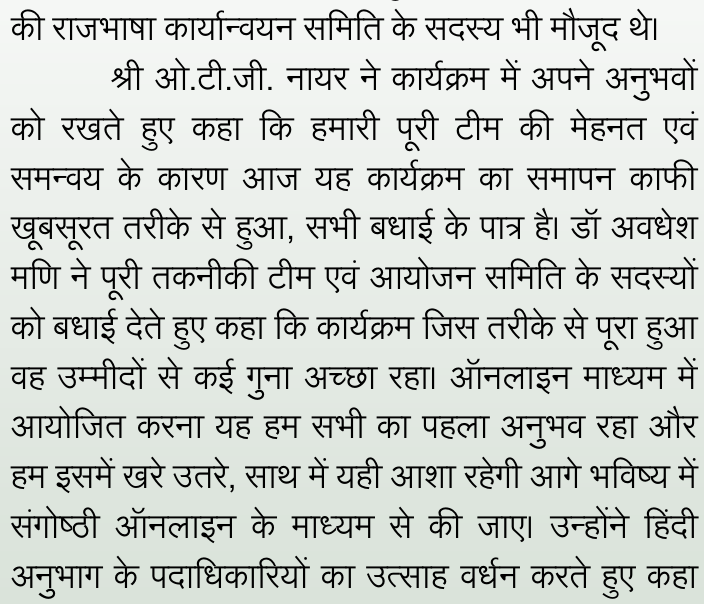 की राजभाषा कार्यान्वयन समिति के सदस्य भी मौजूद थे।
श्री ओ.टी.जी. नायर ने कार्यक्रम में अपने अनुभवों
को रखते हुए कहा कि हमारी पूरी टीम की मेहनत एवं
समन्वय के कारण आज यह कार्यक्रम का समापन काफी
खूबसूरत तरीके से हुआ, सभी बधाई के पात्र है। डॉ अवधेश
मणि ने पूरी तकनीकी टीम एवं आयोजन समिति के सदस्यों
को बधाई देते हुए कहा कि कार्यक्रम जिस तरीके से पूरा हुआ
वह उम्मीदों से कई गुना अच्छा रहा। ऑनलाइन माध्यम में
आयोजित करना यह हम सभी का पहला अनुभव रहा और
हम इसमें खरे उतरे, साथ में यही आशा रहेगी आगे भविष्य में
संगोष्ठी ऑनलाइन के माध्यम से की जाए। उन्होंने हिंदी
अनुभाग के पदाधिकारियों का उत्साह वर्धन करते हुए कहा